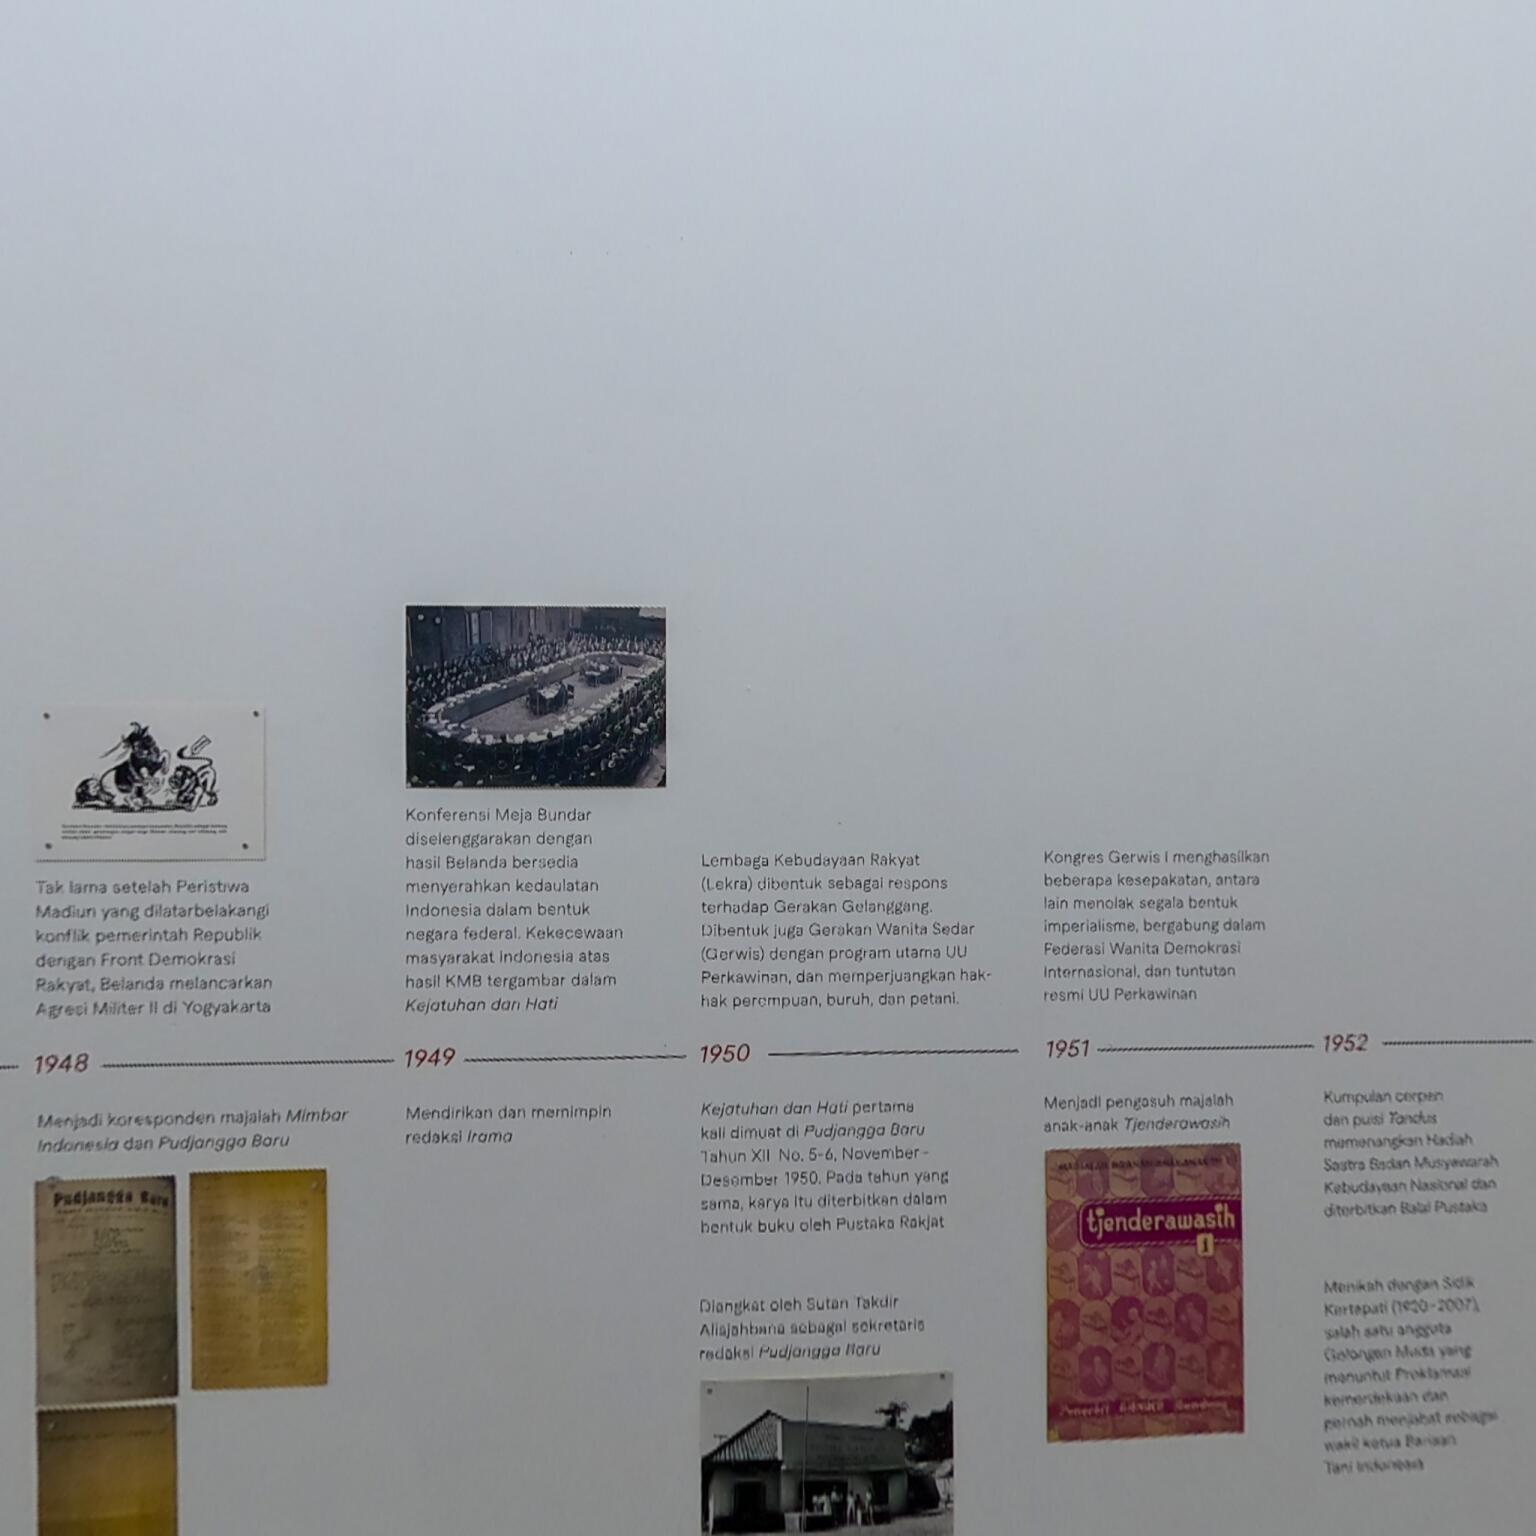 Tak lama setelah Peristiwa
Madiun yang dilatarbelakangi
konflik pemerintah Republik
dengan Front Demokrasi
Rakyat, Belanda melancarkan
Agresi Militer II di Yogyakarta
Konferensi Meja Bundar
diselenggarakan dengan
hasil Belanda bersedia
menyerahkan kedaulatan
Indonesia dalam bentuk
negara federal. Kekecewaan
masyarakat Indonesia atas
hasil KMB tergambar dalam
Kejatuhan dan Hati
Lembaga Kebudayaan Rakyat
(Lekra) dibentuk sebagai respons
terhadap Gerakan Gelanggang.
Dibentuk juga Gerakan Wanita Sedar
(Gerwis) dengan program utama UU
Perkawinan, dan memperjuangkan hak-
hak perempuan, buruh, dan petani.
Kongres Gerwis I menghasilkan
beberapa kesepakatan, antara
lain menolak segala bentuk
imperialisme, bergabung dalam
Federasi Wanita Demokrasi
Internasional, dan tuntutan
resmi UU Perkawinan
1948
1949
1950
1951
1952
Menjadi koresponden majalah Mimbar
Indonesia dan Pudjangga Baru
Pudjangga Baru
Mendirikan dan memimpin
redaksi Irama
Kejatuhan dan Hati pertama
kali dimuat di Pudjangga Baru
Tahun XII No. 5-6, November-
Desember 1950. Pada tahun yang
sama, karya itu diterbitkan dalam
bentuk buku oleh Pustaka Rakjat
Diangkat oleh Sutan Takdir
Alisjahbana sebagai sekretaris
redaksi Pudjangga Baru
Menjadi pengasuh majalah
anak-anak Tjenderawasih
tjenderawasih
1
Penerbit Bandung
Kumpulan cerpen
dan puisi Tandus
memenangkan Hadiah
Sastra Badan Musyawarah
Kebudayaan Nasional dan
diterbitkan Balai Pustaka
Menikah dengan Sidik
Kertapati (1920-2007),
salah satu anggota
Golongan Muda yang
menuntut Proklamasi
kemerdekaan dan
pernah menjabat sebagai
wakil ketua Barisan
Tani Indonesia